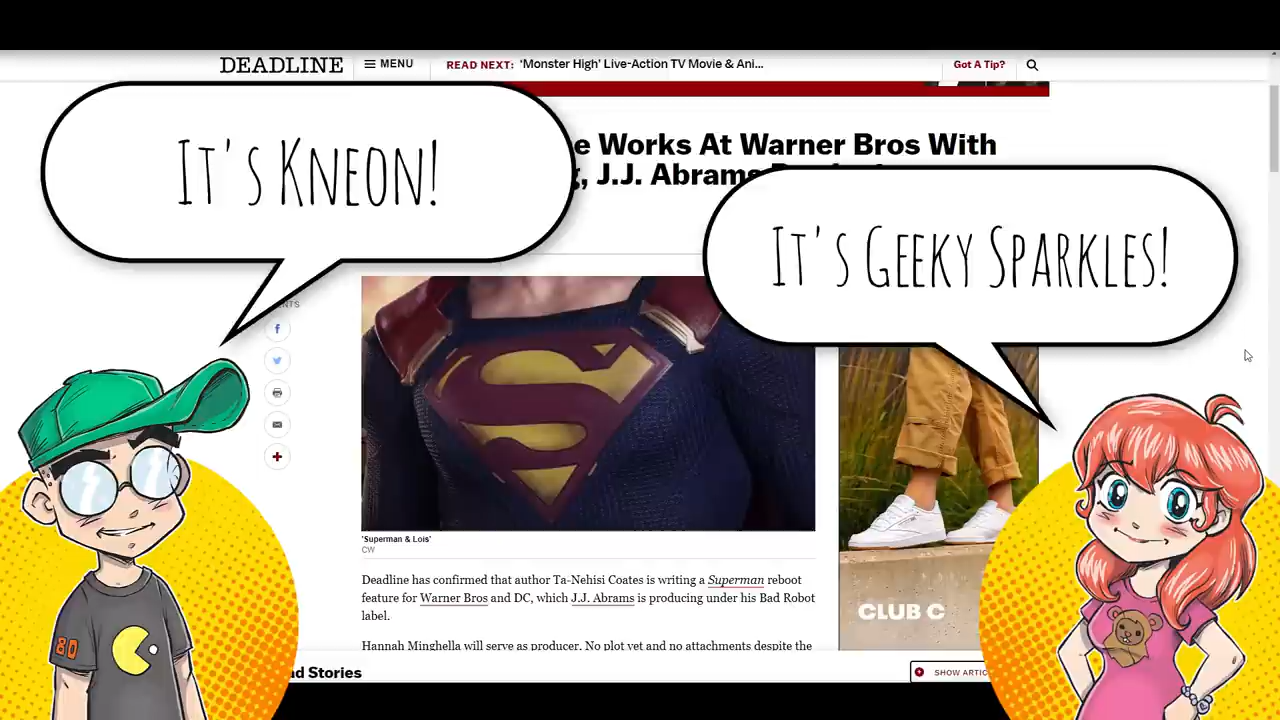 DEADLINE
MENU
READ NEXT: 'Monster High' Live-Action TV Movie & Ani...
Got A Tip?
It's Kneon!
Works At Warner Bros With
J.J. Abrams
It's Geeky Sparkles!
'Superman & Lois'
CW
Deadline has confirmed that author Ta-Nehisi Coates is writing a Superman reboot
feature for Warner Bros and DC, which J.J. Abrams is producing under his Bad Robot
label.
Hannah Minghella will serve as producer. No plot yet and no attachments despite the
CLUB C
Stories
SHOW ARTIC
80